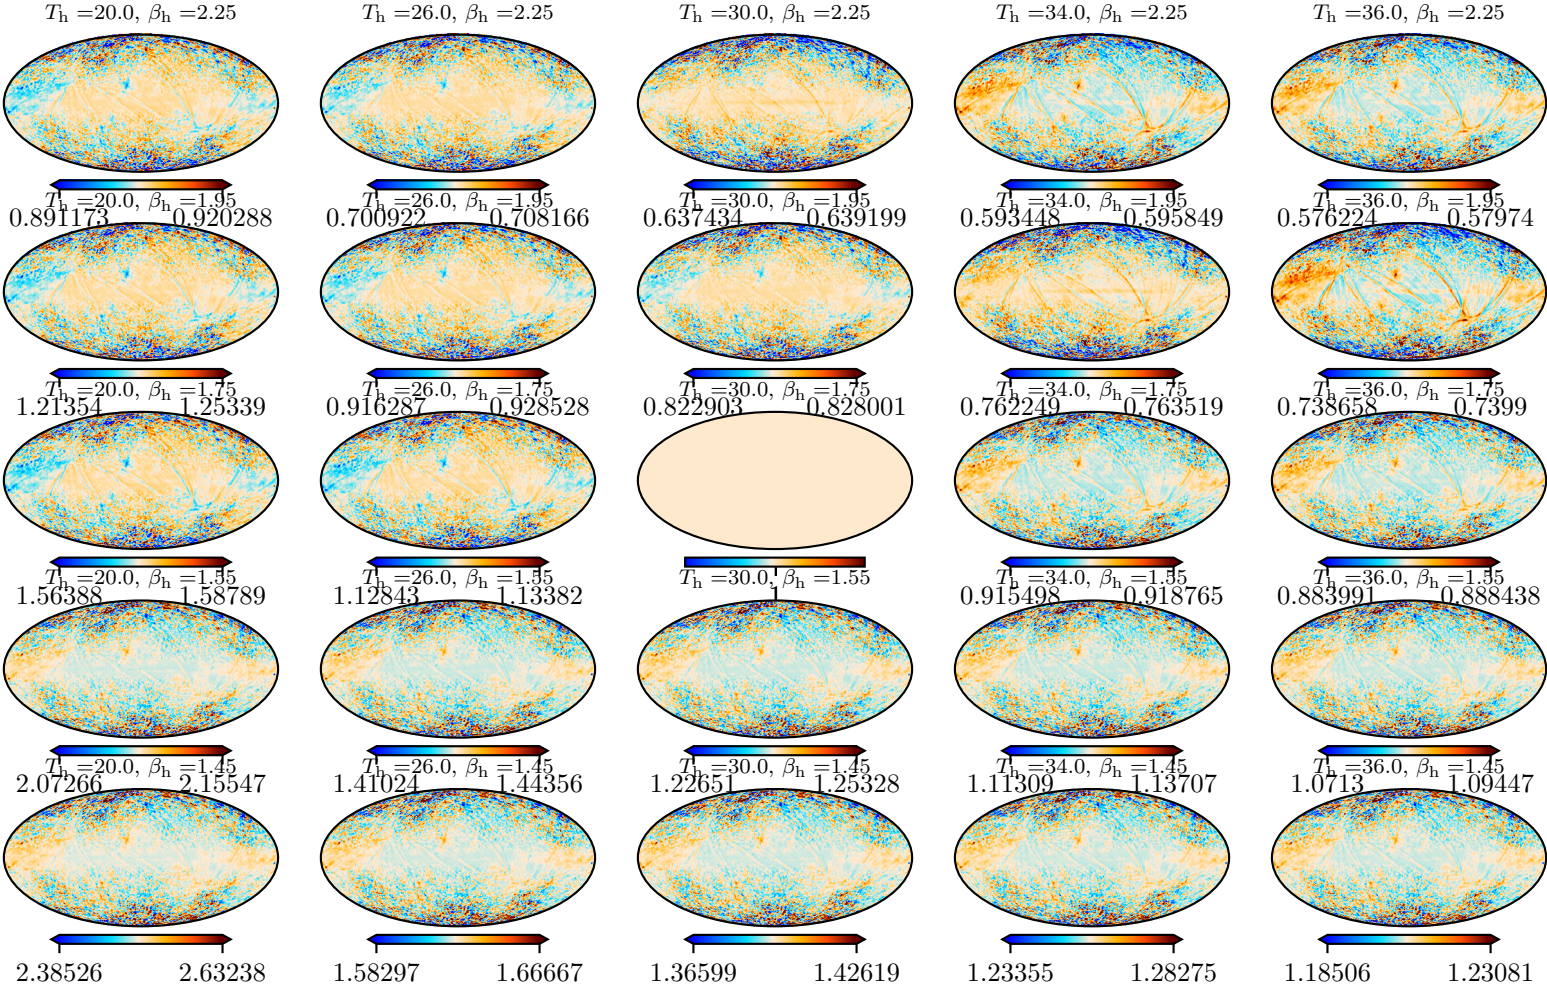 T_h =20.0, β_h =2.25 T_h =26.0, β_h =2.25 T_h =30.0, β_h =2.25 T_h =34.0, β_h =2.25 T_h =36.0, β_h =2.25
T_h =20.0, β_h =1.95 T_h =26.0, β_h =1.95 T_h =30.0, β_h =1.95 T_h =34.0, β_h =1.95 T_h =36.0, β_h =1.95
0.891173 0.920288 0.700922 0.708166 0.637434 0.639199 0.593448 0.595849 0.576224 0.57974
T_h =20.0, β_h =1.75 T_h =26.0, β_h =1.75 T_h =30.0, β_h =1.75 T_h =34.0, β_h =1.75 T_h =36.0, β_h =1.75
1.21354 1.25339 0.916287 0.928528 0.822903 0.828001 0.762249 0.763519 0.738658 0.7399
T_h =20.0, β_h =1.55 T_h =26.0, β_h =1.55 T_h =30.0, β_h =1.55 T_h =34.0, β_h =1.55 T_h =36.0, β_h =1.55
1.56388 1.58789 1.12843 1.13382 1 0.915498 0.918765 0.883991 0.888438
T_h =20.0, β_h =1.45 T_h =26.0, β_h =1.45 T_h =30.0, β_h =1.45 T_h =34.0, β_h =1.45 T_h =36.0, β_h =1.45
2.07266 2.15547 1.41024 1.44356 1.22651 1.25328 1.11309 1.13707 1.0713 1.09447
2.38526 2.63238 1.58297 1.66667 1.36599 1.42619 1.23355 1.28275 1.18506 1.23081